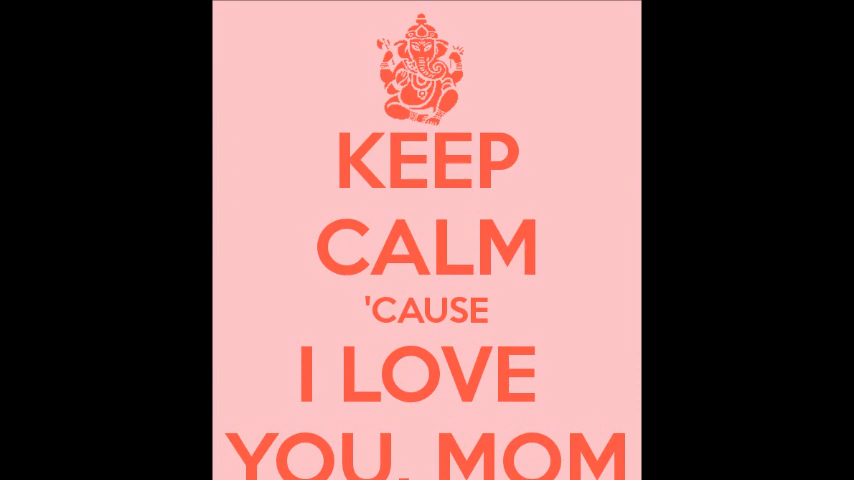 KEEP
CALM
'CAUSE
I LOVE
YOU, MOM